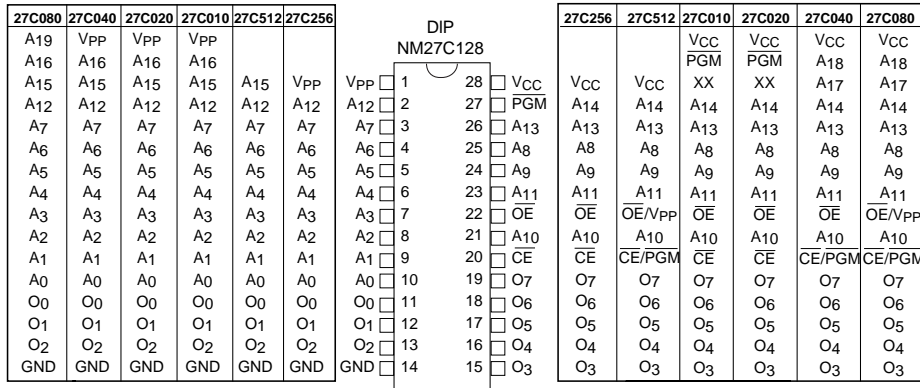 27C080 27C040 27C020 27C010 27C512 27C256 DIP 27C256 27C512 27C010 27C020 27C040 27C080
NM27C128
A19 VPP VPP VPP VCC VCC VCC VCC
A16 A16 A16 A16 PGM PGM A18 A18
A15 A15 A15 A15 A15 VPP VPP 1 28 VCC VCC VCC XX XX A17 A17
A12 A12 A12 A12 A12 A12 A12 2 27 PGM A14 A14 A14 A14 A14 A14
A7 A7 A7 A7 A7 A7 A7 3 26 A13 A13 A13 A13 A13 A13 A13
A6 A6 A6 A6 A6 A6 A6 4 25 A8 A8 A8 A8 A8 A8 A8
A5 A5 A5 A5 A5 A5 A5 5 24 A9 A9 A9 A9 A9 A9 A9
A4 A4 A4 A4 A4 A4 A4 6 23 A11 A11 A11 A11 A11 A11 A11
A3 A3 A3 A3 A3 A3 A3 7 22 OE OE OE/VPP OE OE OE OE/VPP
A2 A2 A2 A2 A2 A2 A2 8 21 A10 A10 A10 A10 A10 A10 A10
A1 A1 A1 A1 A1 A1 A1 9 20 CE CE CE/PGM CE CE CE/PGM CE/PGM
A0 A0 A0 A0 A0 A0 A0 10 19 O7 O7 O7 O7 O7 O7 O7
O0 O0 O0 O0 O0 O0 O0 11 18 O6 O6 O6 O6 O6 O6 O6
O1 O1 O1 O1 O1 O1 O1 12 17 O5 O5 O5 O5 O5 O5 O5
O2 O2 O2 O2 O2 O2 O2 13 16 O4 O4 O4 O4 O4 O4 O4
GND GND GND GND GND GND GND 14 15 O3 O3 O3 O3 O3 O3 O3